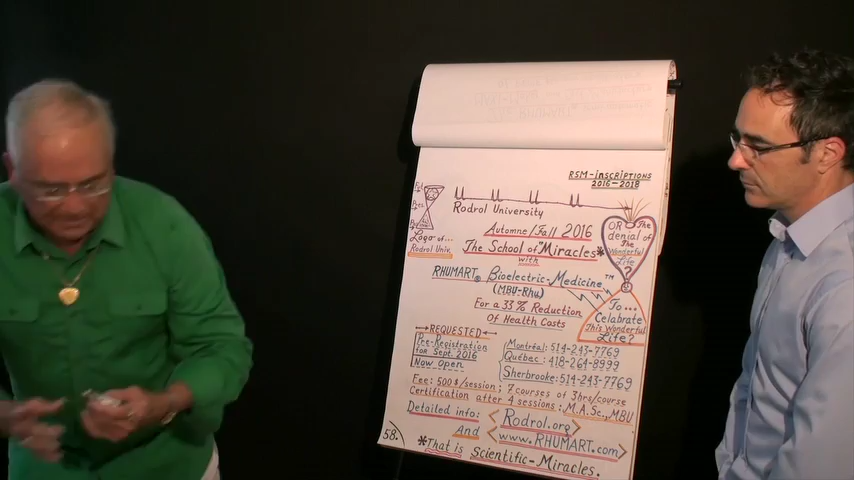 RSM-inscriptions
2016-2018
Rodrol University
Logo of...
Rodrol Univ.
Automne/Fall 2016
The School of "Miracles"*
with
RHUMART® Bioelectric-Medicine™
(MBU-Rhu)
For a 33% Reduction
Of Health Costs
OR The
denial of
The
Wonderful
Life
?
To...
Celebrate
This Wonderful
Life?
REQUESTED
Pre-Registration
for Sept. 2016
Now Open
Montréal: 514-243-7769
Québec: 418-264-8999
Sherbrooke: 514-243-7769
Fee: 500$/session; 7 courses of 3hrs/course
Certification after 4 sessions: M.A.Sc., MBU
Detailed info: <Rodrol.org>
And <www.RHUMART.com>
58.
*That is Scientific-Miracles.